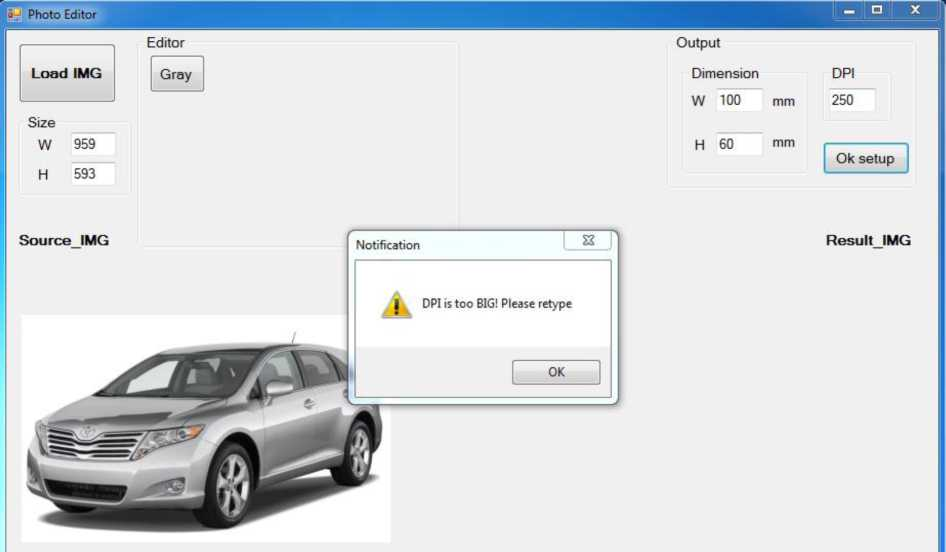 Photo Editor
Load IMG
Editor
Gray
Size
W 959
H 593
Output
Dimension
W 100 mm
H 60 mm
DPI
250
Ok setup
Source_IMG
Result_IMG
Notification
DPI is too BIG! Please retype
OK